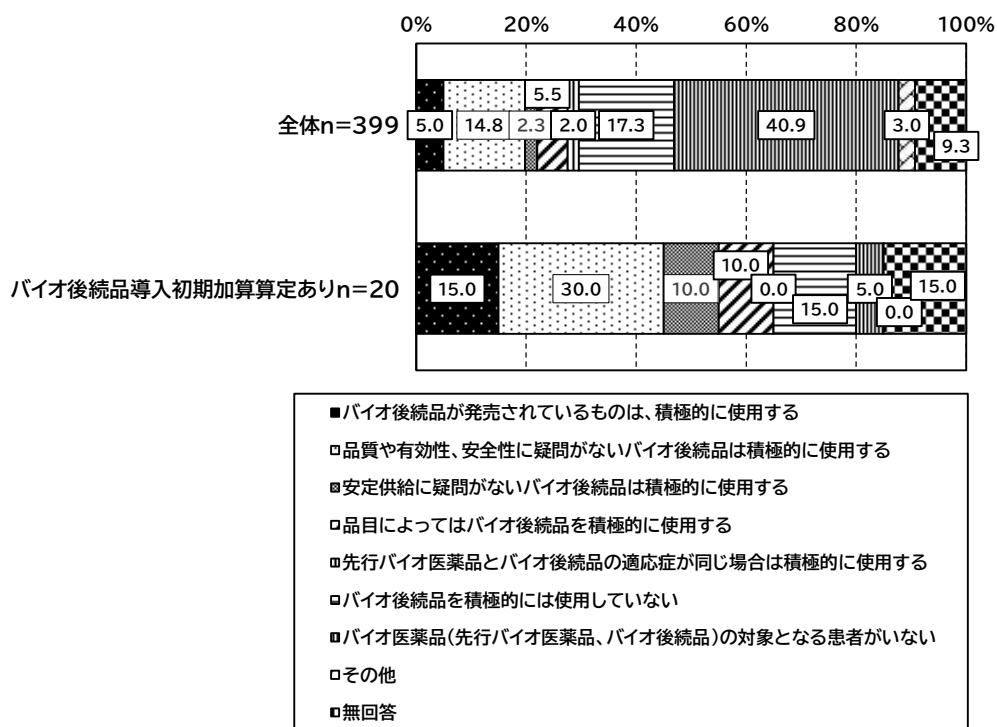 0% 20% 40% 60% 80% 100%
全体n=399
5.0 14.8 2.3 5.5 2.0 17.3 40.9 3.0 9.3
バイオ後続品導入初期加算算定ありn=20
15.0 30.0 10.0 10.0 0.0 15.0 5.0 0.0 15.0
バイオ後続品が発売されているものは、積極的に使用する
品質や有効性、安全性に疑問がないバイオ後続品は積極的に使用する
安定供給に疑問がないバイオ後続品は積極的に使用する
品目によってはバイオ後続品を積極的に使用する
先行バイオ医薬品とバイオ後続品の適応症が同じ場合は積極的に使用する
バイオ後続品を積極的には使用していない
バイオ医薬品(先行バイオ医薬品、バイオ後続品)の対象となる患者がいない
その他
無回答